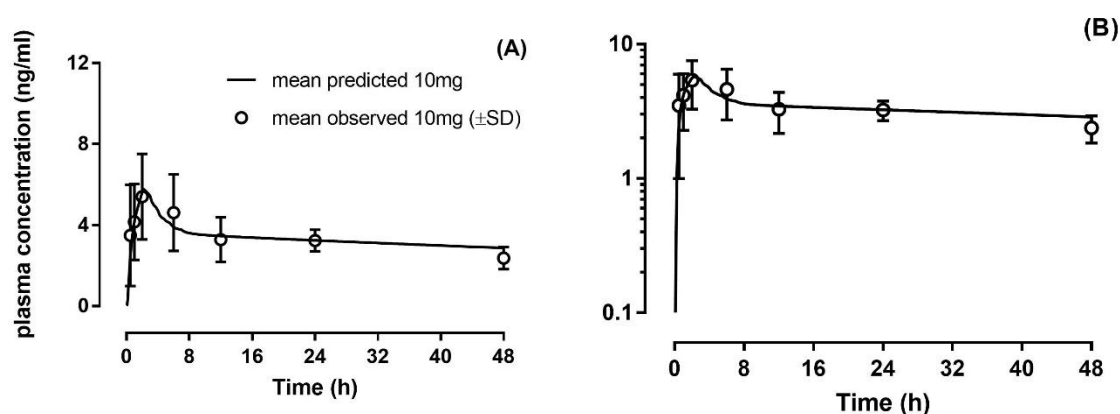 (A)
plasma concentration (ng/ml)
12
8
4
0
mean predicted 10mg
mean observed 10mg (±SD)
0 8 16 24 32 40 48
Time (h)
(B)
10
1
0.1
0 8 16 24 32 40 48
Time (h)